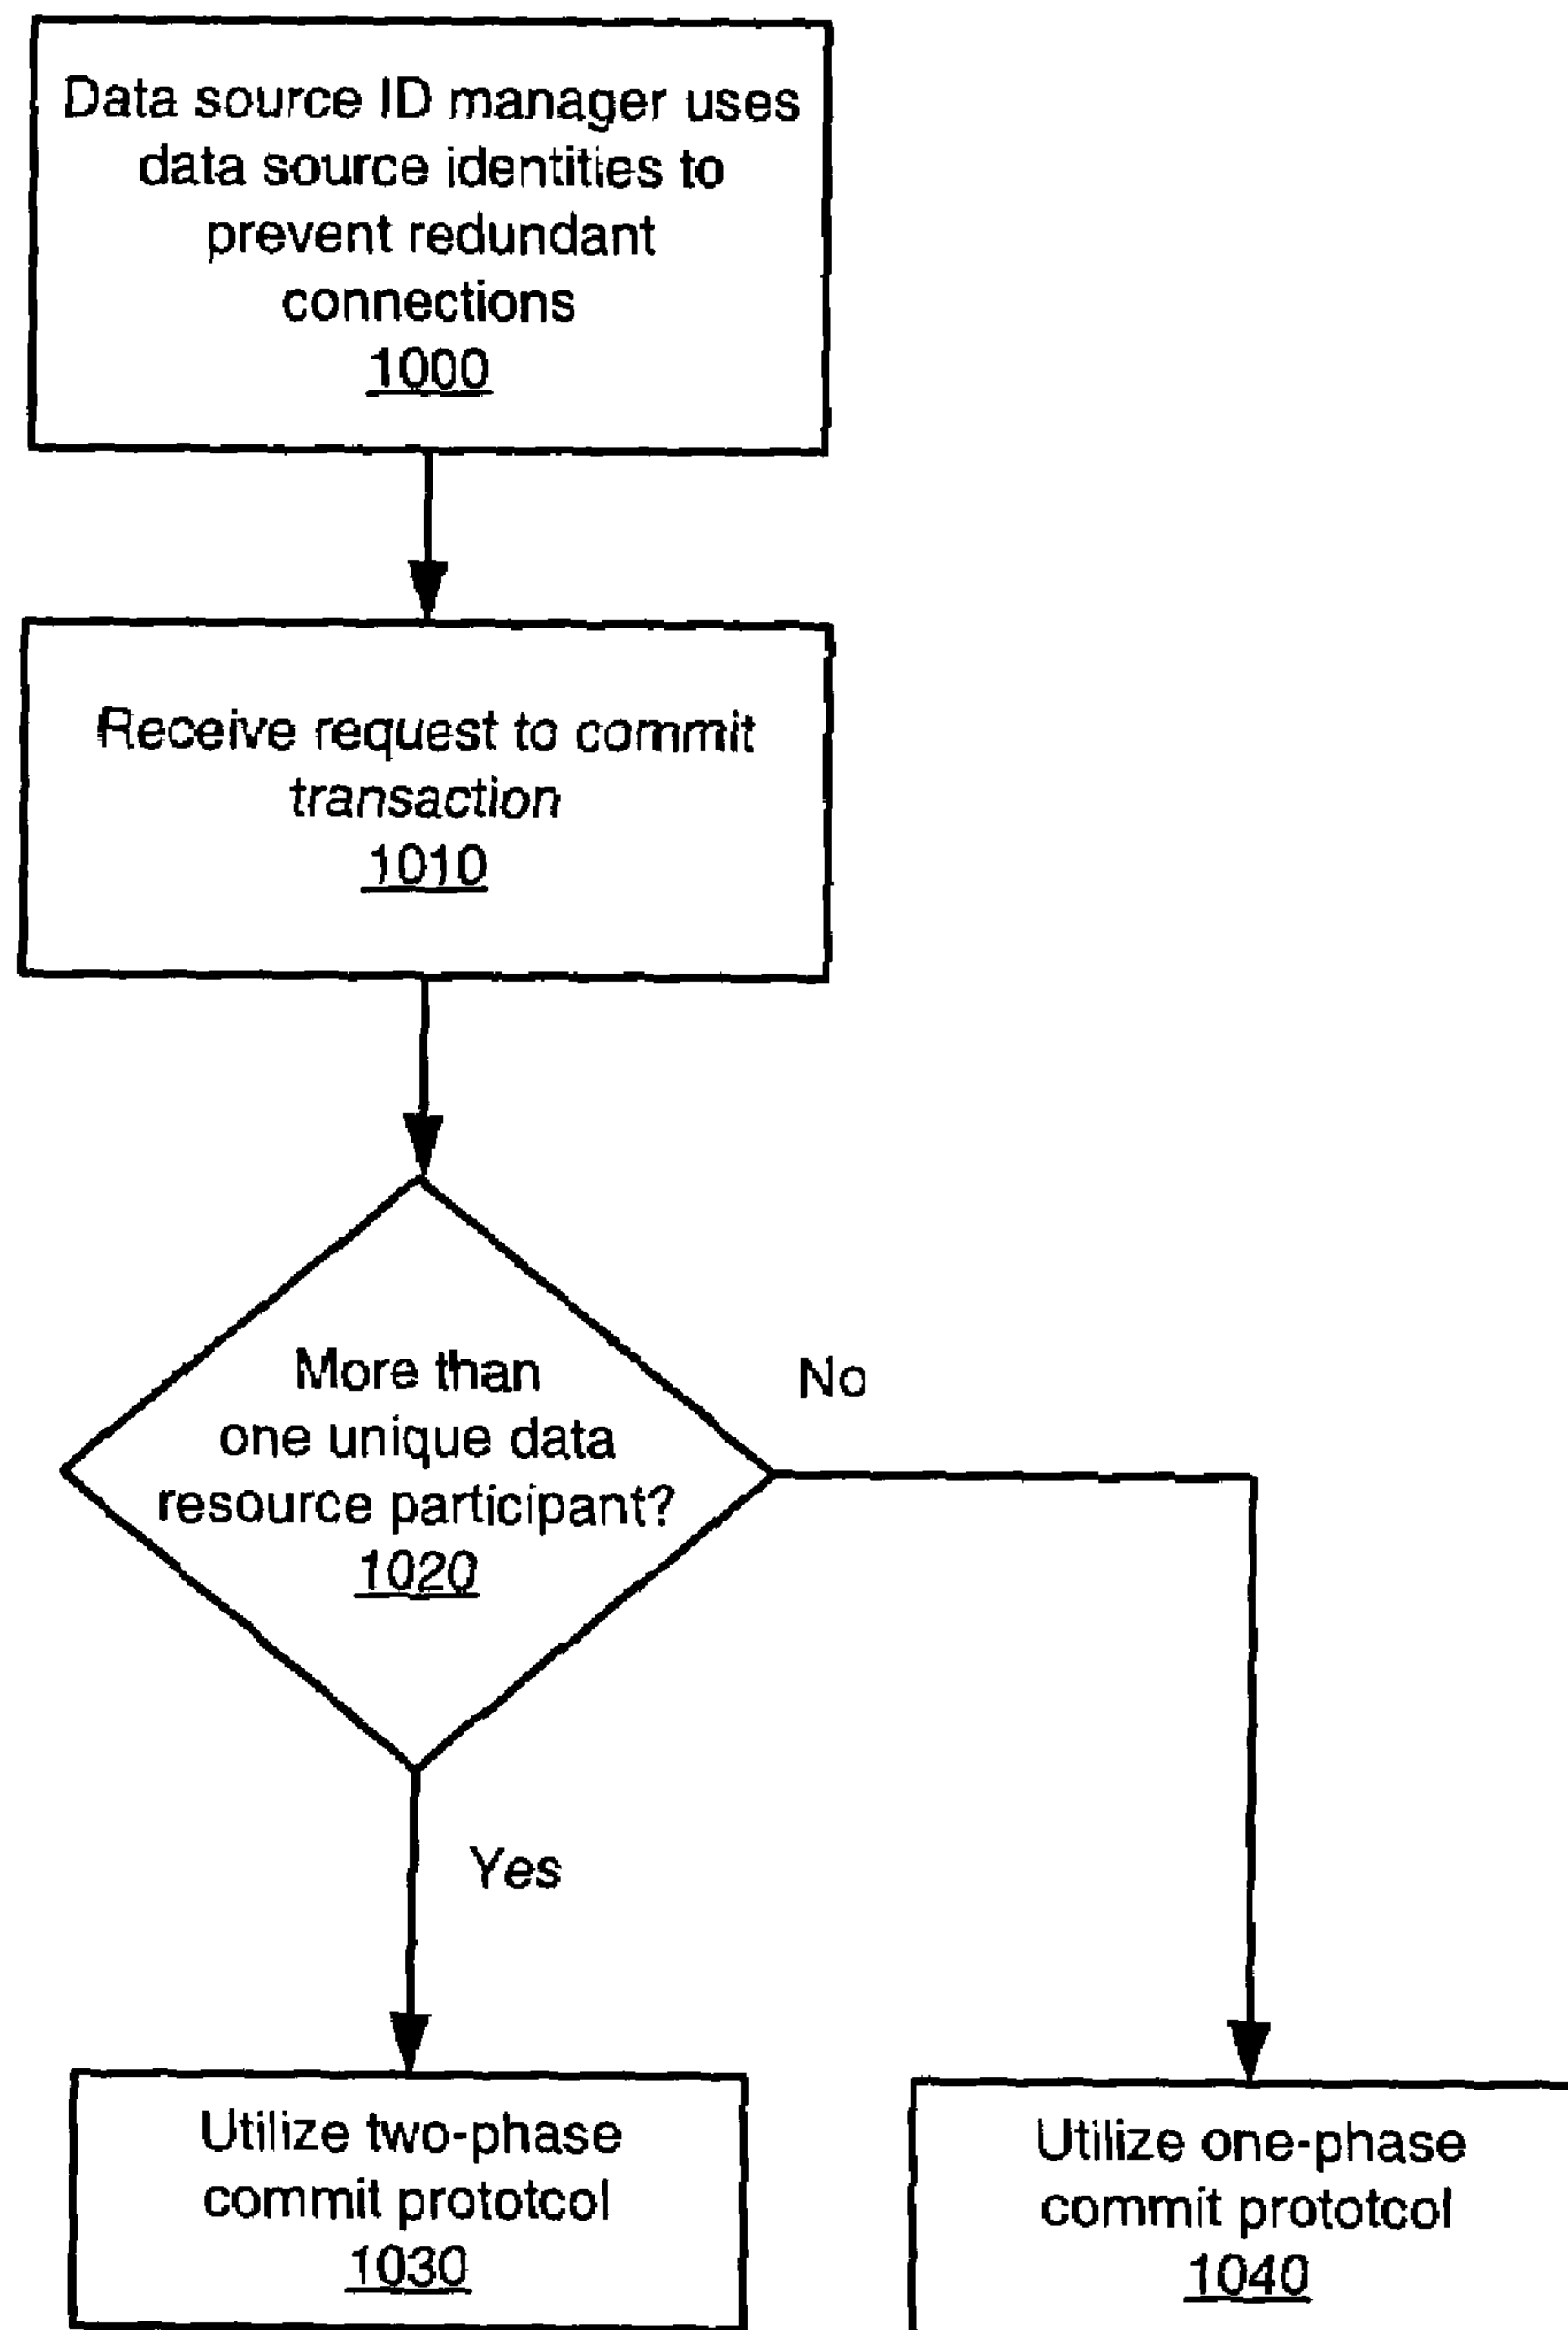 Data source ID manager uses
data source identities to
prevent redundant
connections
1000
Receive request to commit
transaction
1010
More than
one unique data
resource participant?
1020
No
Yes
Utilize two-phase
commit prototcol
1030
Utilize one-phase
commit prototcol
1040